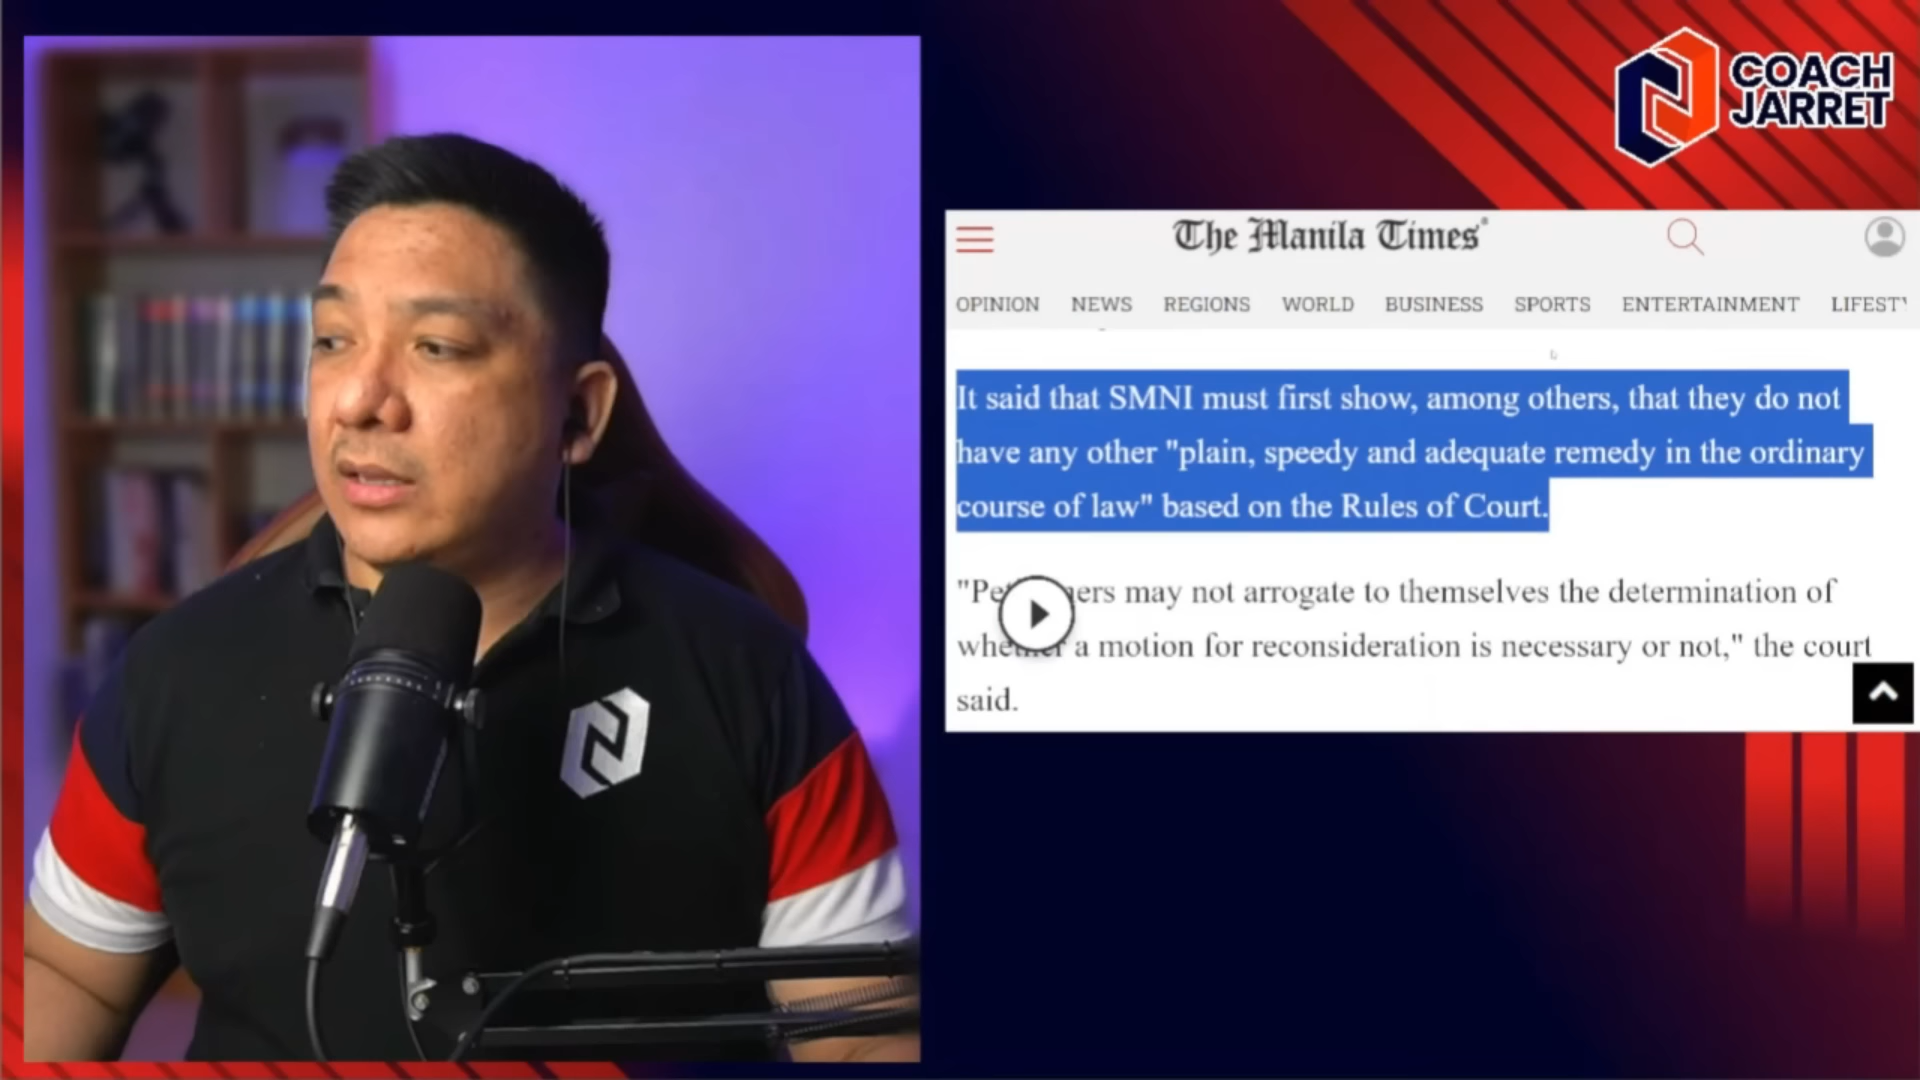 COACH
JARRET
The Manila Times
OPINION NEWS REGIONS WORLD BUSINESS SPORTS ENTERTAINMENT
It said that SMNI must first show, among others, that they do not
have any other "plain, speedy and adequate remedy in the ordinary
course of law" based on the Rules of Court.
may not arrogate to themselves the determination of
a motion for reconsideration is necessary or not," the court
said.